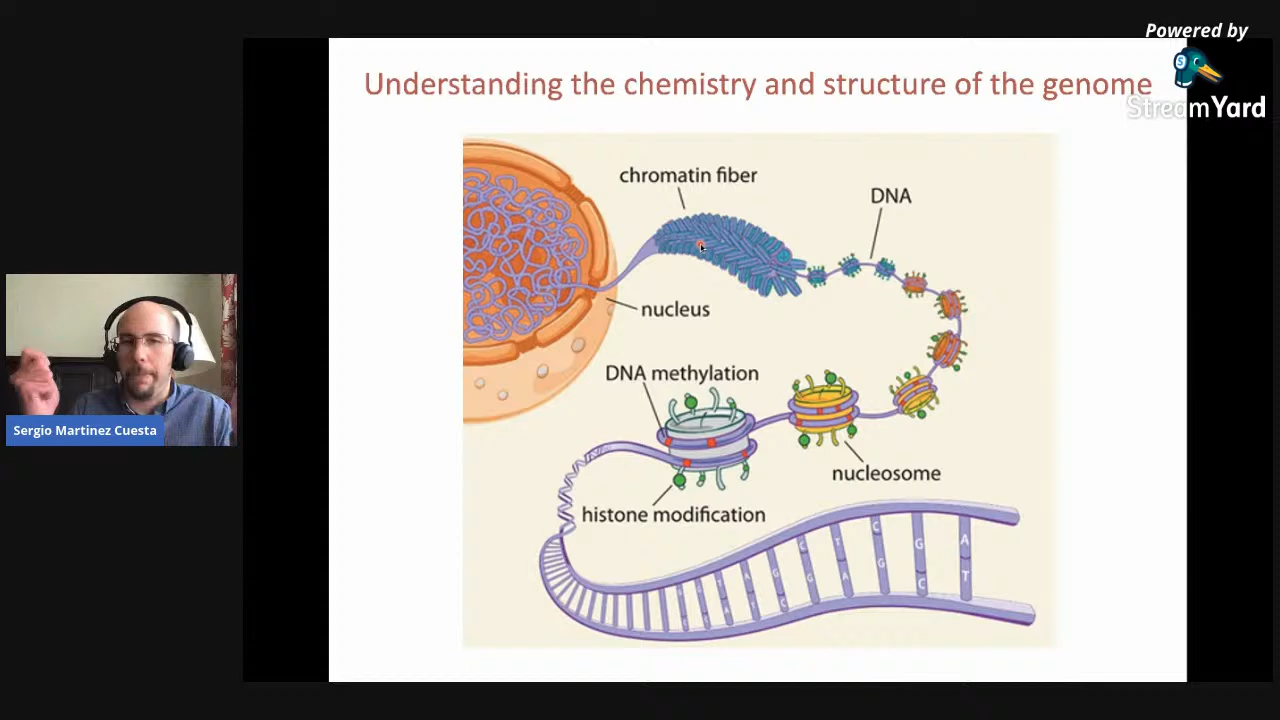 Powered by
StreamYard
Understanding the chemistry and structure of the genome
chromatin fiber
DNA
nucleus
DNA methylation
nucleosome
histone modification
Sergio Martinez Cuesta
C T C G A
G A G C T